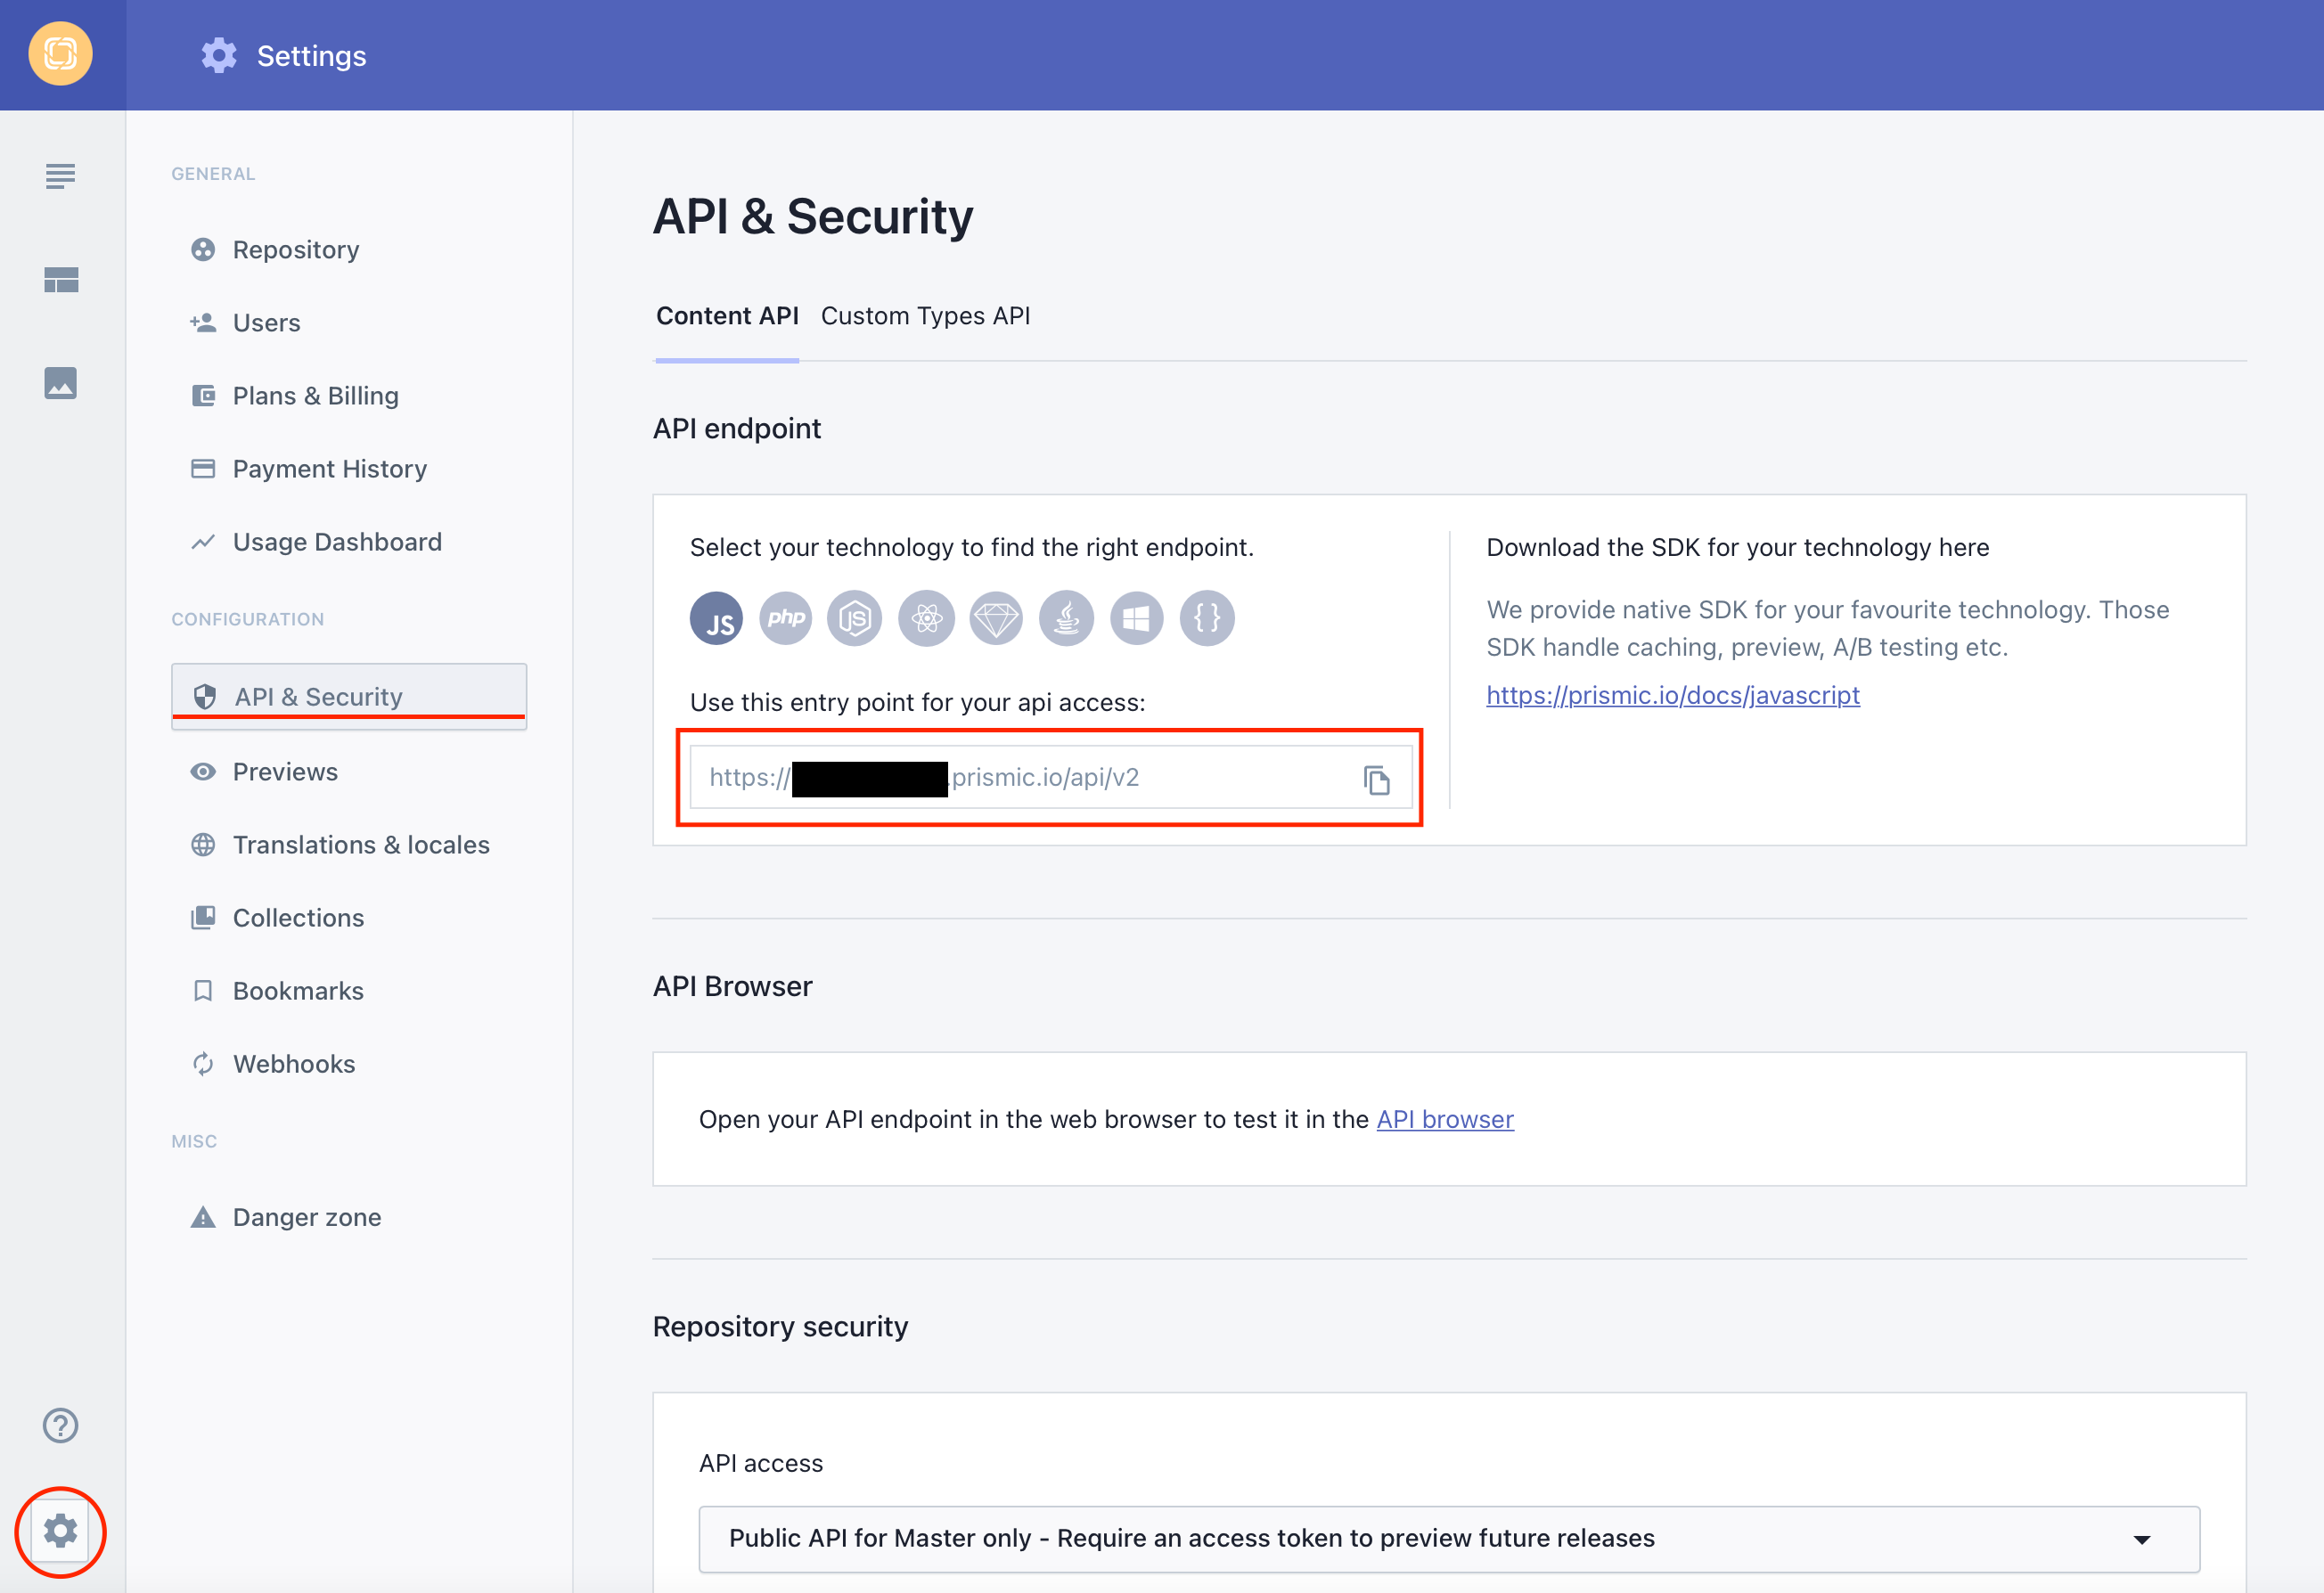 Settings
GENERAL
Repository
Users
Plans & Billing
Payment History
Usage Dashboard
CONFIGURATION
API & Security
Previews
Translations & locales
Collections
Bookmarks
Webhooks
MISC
Danger zone
API & Security
Content API Custom Types API
API endpoint
Select your technology to find the right endpoint.
JS php JS { }
Use this entry point for your api access:
https:// .prismic.io/api/v2
Download the SDK for your technology here
We provide native SDK for your favourite technology. Those
SDK handle caching, preview, A/B testing etc.
https://prismic.io/docs/javascript
API Browser
Open your API endpoint in the web browser to test it in the API browser
Repository security
API access
Public API for Master only - Require an access token to preview future releases